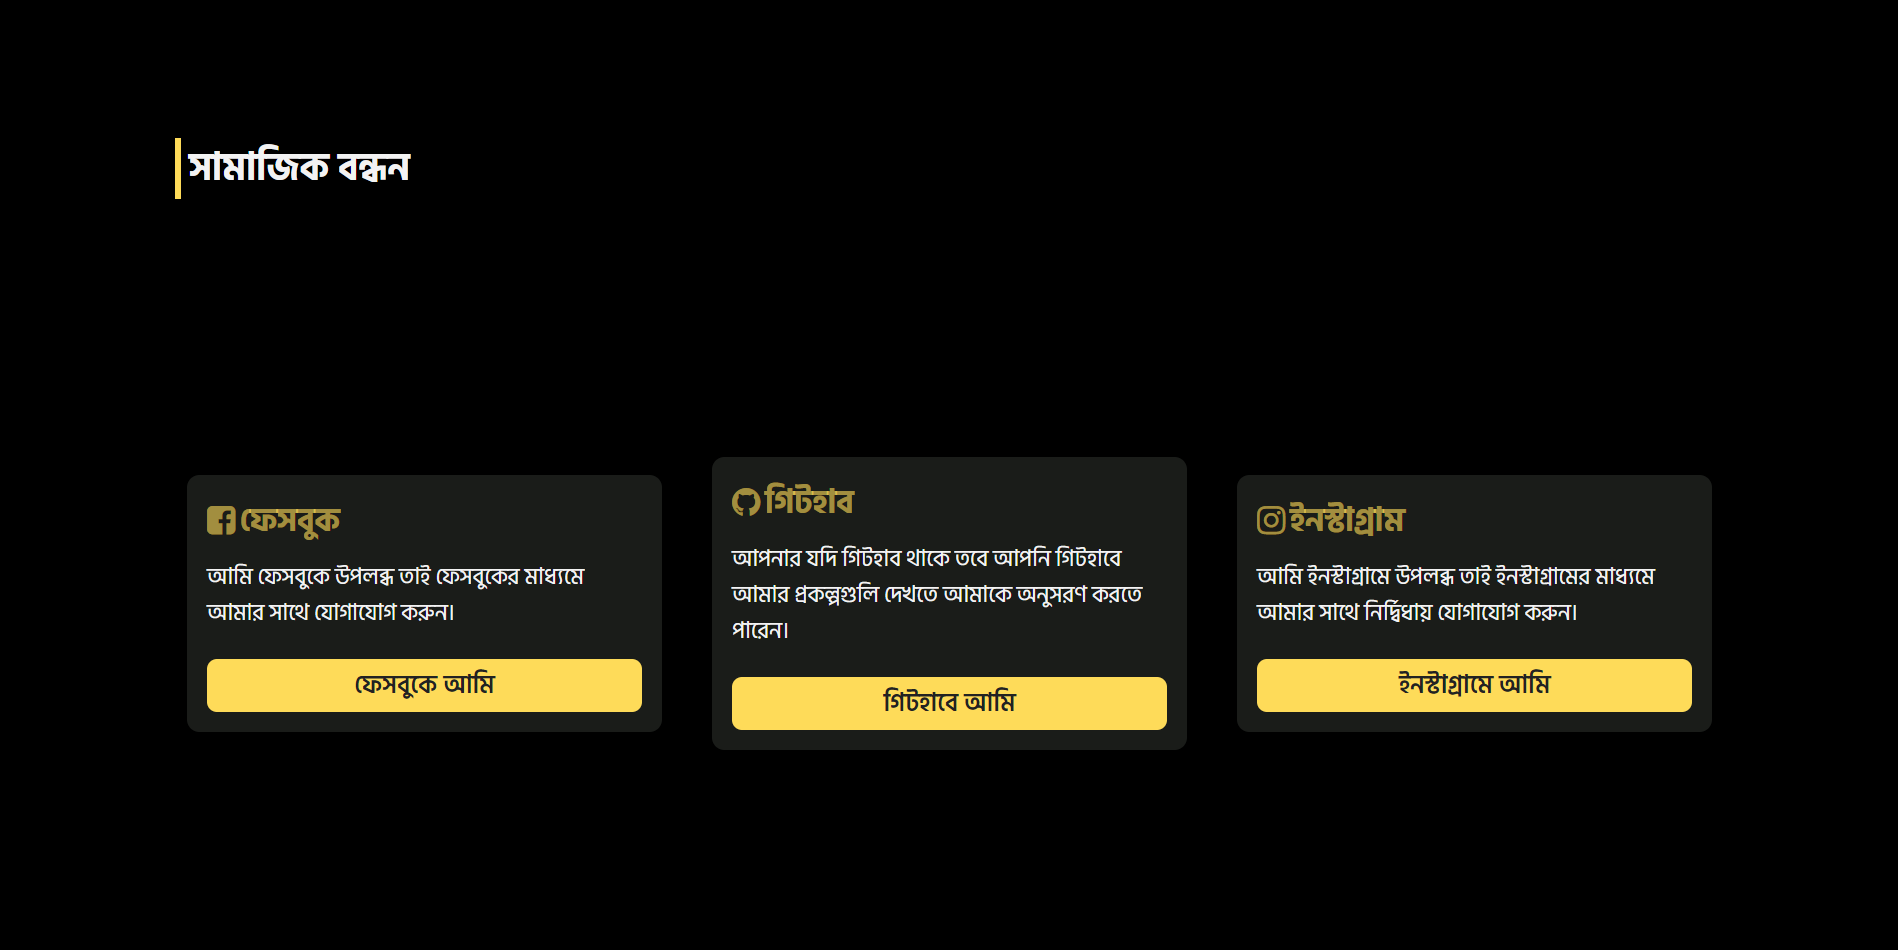 সামাজিক বন্ধন
ফেসবুক
আমি ফেসবুকে উপলব্ধ তাই ফেসবুকের মাধ্যমে
আমার সাথে যোগাযোগ করুন।
ফেসবুকে আমি
গিটহাব
আপনার যদি গিটহাব থাকে তবে আপনি গিটহাবে
আমার প্রকল্পগুলি দেখতে আমাকে অনুসরণ করতে
পারেন।
গিটহাবে আমি
ইনস্টাগ্রাম
আমি ইনস্টাগ্রামে উপলব্ধ তাই ইনস্টাগ্রামের মাধ্যমে
আমার সাথে নির্দ্বিধায় যোগাযোগ করুন।
ইনস্টাগ্রামে আমি